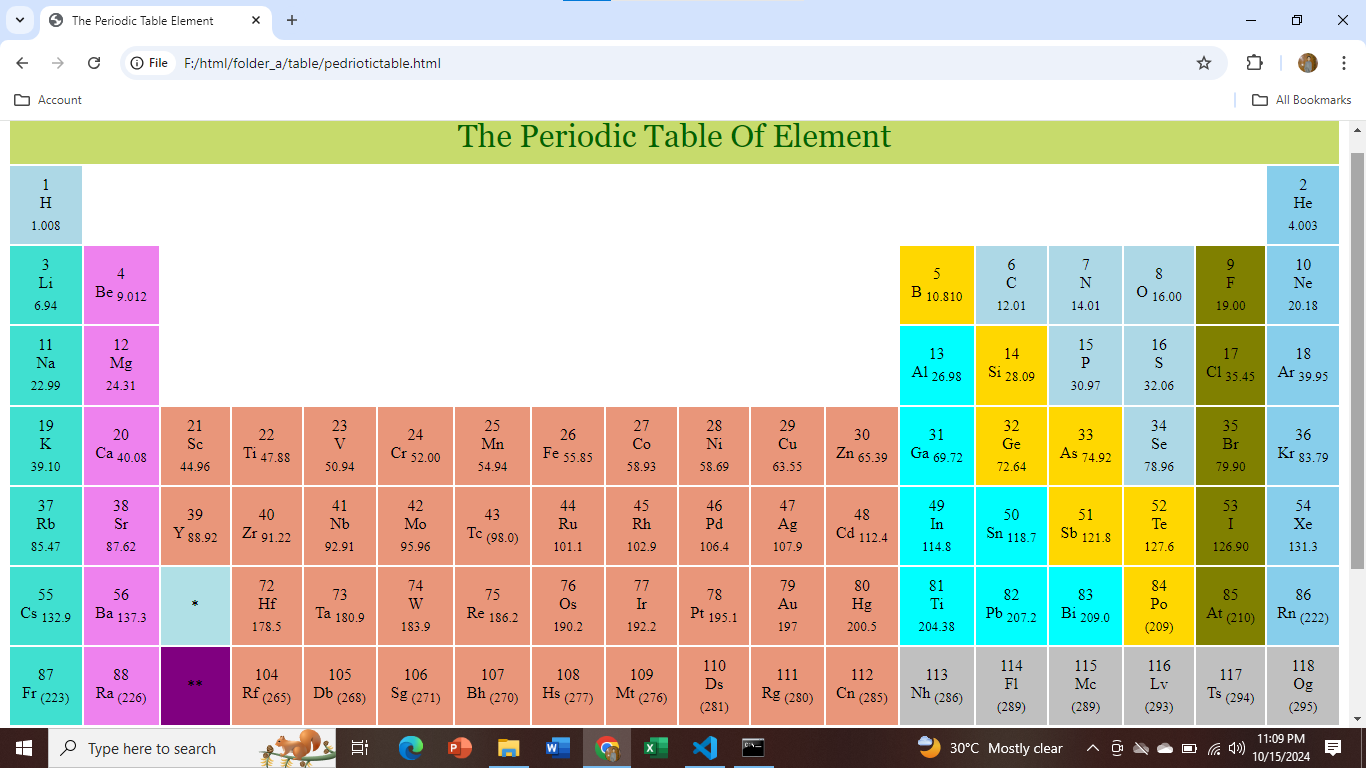 The Periodic Table Element
File F:/html/folder_a/table/pedriotictable.html
Account All Bookmarks
The Periodic Table Of Element
1 2
H He
1.008 4.003
3 4 5 6 7 8 9 10
Li Be 9.012 B 10.810 C N O 16.00 F Ne
6.94 12.01 14.01 19.00 20.18
11 12 13 14 15 16 17 18
Na Mg Al 26.98 Si 28.09 P S Cl 35.45 Ar 39.95
22.99 24.31 30.97 32.06
19 20 21 22 23 24 25 26 27 28 29 30 31 32 33 34 35 36
K Ca 40.08 Sc Ti 47.88 V Cr 52.00 Mn Fe 55.85 Co Ni Cu Zn 65.39 Ga 69.72 Ge As 74.92 Se Br Kr 83.79
39.10 44.96 50.94 54.94 58.93 58.69 63.55 72.64 78.96 79.90
37 38 39 40 41 42 43 44 45 46 47 48 49 50 51 52 53 54
Rb Sr Y 88.92 Zr 91.22 Nb Mo Tc (98.0) Ru Rh Pd Ag Cd 112.4 In Sn 118.7 Sb 121.8 Te I Xe
85.47 87.62 92.91 95.96 101.1 102.9 106.4 107.9 114.8 127.6 126.90 131.3
55 56 * 72 73 74 75 76 77 78 79 80 81 82 83 84 85 86
Cs 132.9 Ba 137.3 Hf Ta 180.9 W Re 186.2 Os Ir Pt 195.1 Au Hg Ti Pb 207.2 Bi 209.0 Po At (210) Rn (222)
178.5 183.9 190.2 192.2 197 200.5 204.38 (209)
87 88 ** 104 105 106 107 108 109 110 111 112 113 114 115 116 117 118
Fr (223) Ra (226) Rf (265) Db (268) Sg (271) Bh (270) Hs (277) Mt (276) Ds Rg (280) Cn (285) Nh (286) Fl Mc Lv Ts (294) Og
(281) (289) (289) (293) (295)
Type here to search 30°C Mostly clear 11:09 PM
10/15/2024